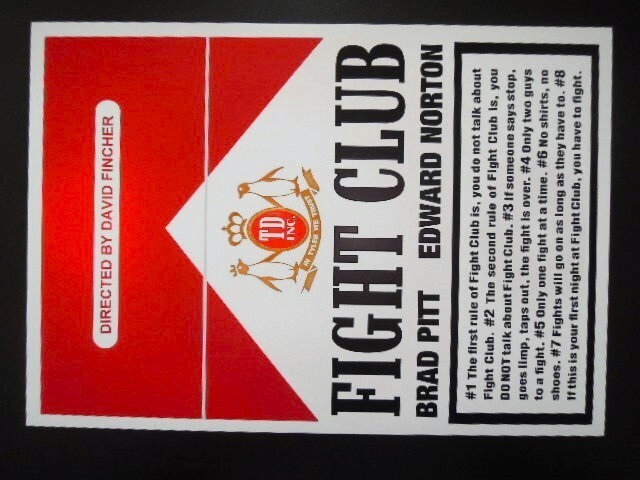 DIRECTED BY DAVID FINCHER
TD
INC.
IN TYLER WE TRUST
FIGHT CLUB
BRAD PITT EDWARD NORTON
#1 The first rule of Fight Club is, you do not talk about
Fight Club. #2 The second rule of Fight Club is, you
DO NOT talk about Fight Club. #3 If someone says stop,
goes limp, taps out, the fight is over. #4 Only two guys
to a fight. #5 Only one fight at a time. #6 No shirts, no
shoes. #7 Fights will go on as long as they have to. #8
If this is your first night at Fight Club, you have to fight.